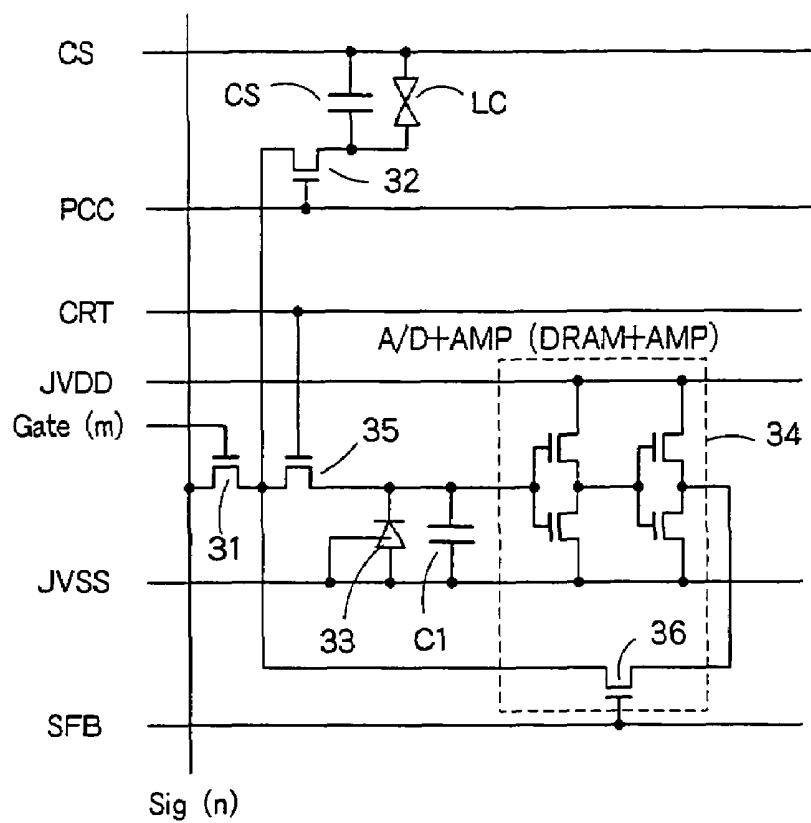 CS
CS
LC
32
PCC
CRT
A/D+AMP (DRAM+AMP)
JVDD
Gate (m)
35
34
31
JVSS
33
C1
36
SFB
Sig (n)